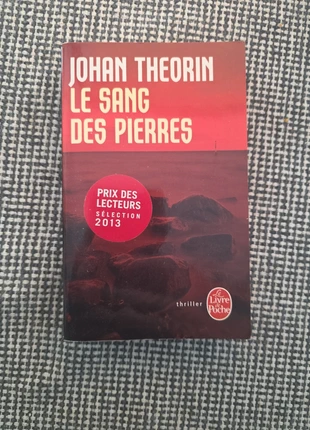 JOHAN THEORIN
LE SANG
DES PIERRES
PRIX DES
LECTEURS
SÉLECTION
2013
thriller
Le
Livre
de
Poche